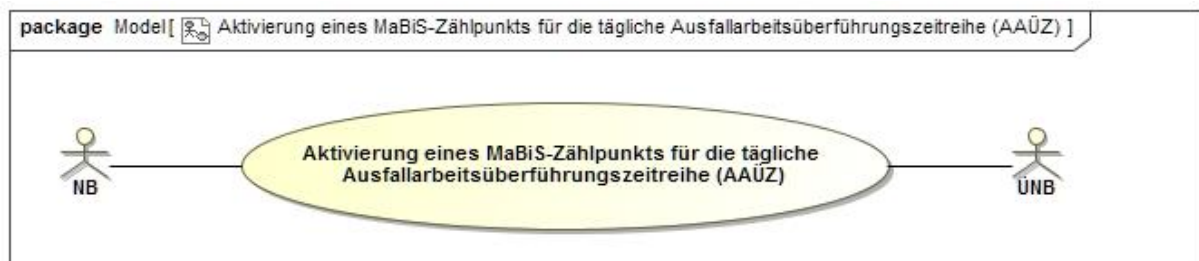 package Model[ Aktivierung eines MaBiS-Zählpunkts für die tägliche Ausfallarbeitsüberführungszeitreihe (AAÜZ) ]
Aktivierung eines MaBiS-Zählpunkts für die tägliche
Ausfallarbeitsüberführungszeitreihe (AAÜZ)
NB
ÜNB